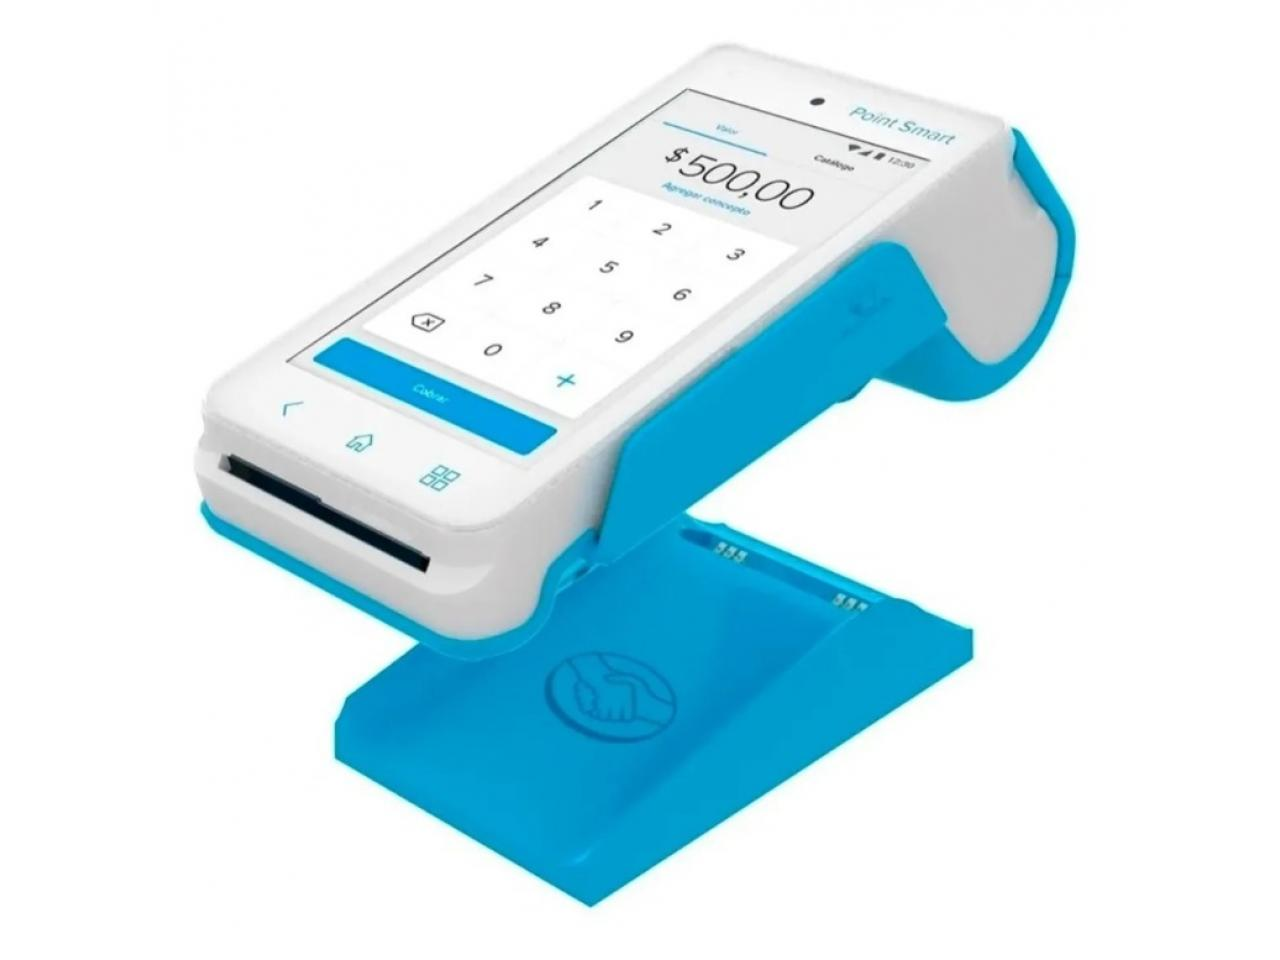 Point Smart
12:30
Valor
Catálogo
$500,00
Agregar concepto
1 2 3
4 5 6
7 8 9
0 +
Cobrar